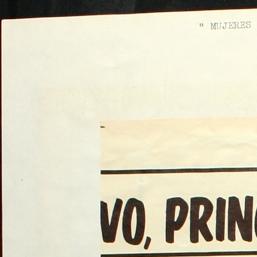 " MUJERES
VO, PRIN